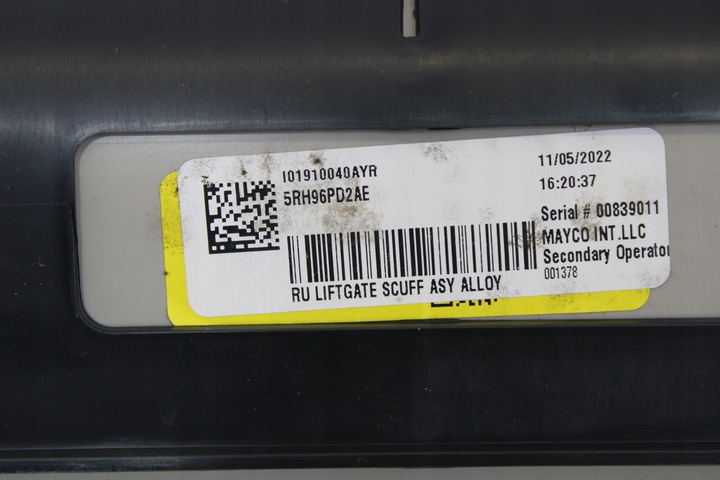 I01910040AYR
5RH96PD2AE
RU LIFTGATE SCUFF ASY ALLOY
11/05/2022
16:20:37
Serial # 00839011
MAYCO INT.LLC
Secondary Operator
001378